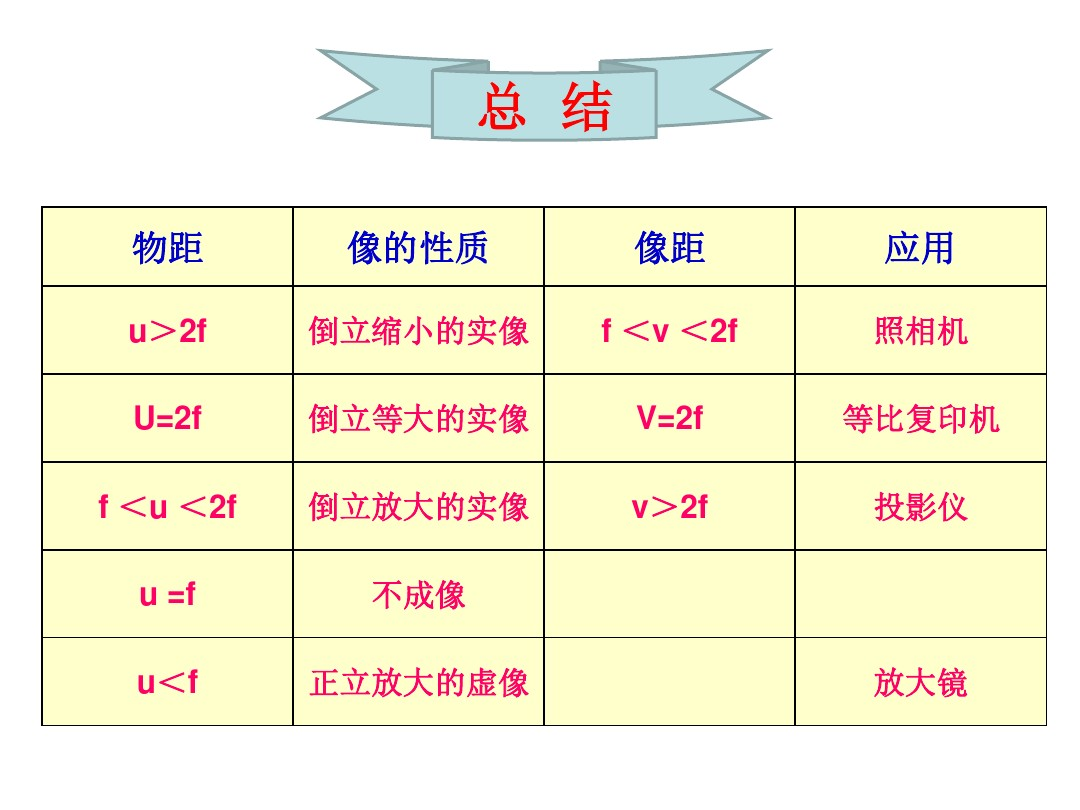 总 结
物距 像的性质 像距 应用
u＞2f 倒立缩小的实像 f ＜v ＜2f 照相机
U=2f 倒立等大的实像 V=2f 等比复印机
f ＜u ＜2f 倒立放大的实像 v＞2f 投影仪
u =f 不成像
u＜f 正立放大的虚像 放大镜